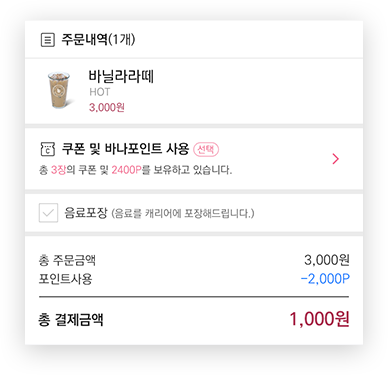 주문내역(1개)
바닐라라떼
HOT
3,000원
쿠폰 및 바나포인트 사용 선택
총 3장의 쿠폰 및 2400P를 보유하고 있습니다.
음료포장 (음료를 캐리어에 포장해드립니다.)
총 주문금액 3,000원
포인트사용 -2,000P
총 결제금액 1,000원